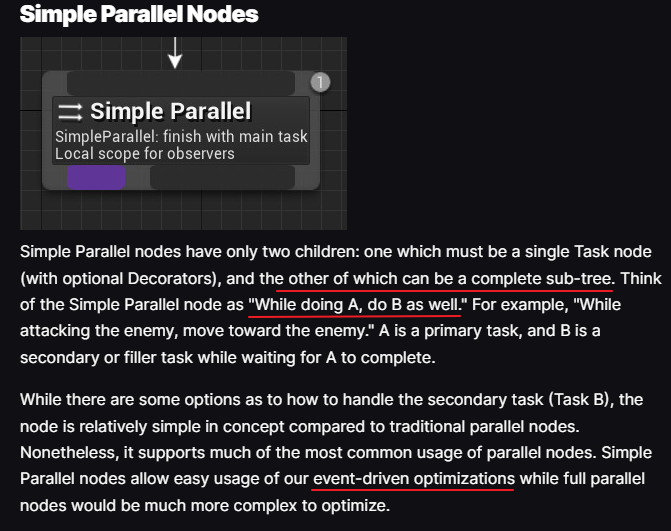 Simple Parallel Nodes
1
Simple Parallel
SimpleParallel: finish with main task
Local scope for observers
Simple Parallel nodes have only two children: one which must be a single Task node
(with optional Decorators), and the other of which can be a complete sub-tree. Think
of the Simple Parallel node as "While doing A, do B as well." For example, "While
attacking the enemy, move toward the enemy." A is a primary task, and B is a
secondary or filler task while waiting for A to complete.
While there are some options as to how to handle the secondary task (Task B), the
node is relatively simple in concept compared to traditional parallel nodes.
Nonetheless, it supports much of the most common usage of parallel nodes. Simple
Parallel nodes allow easy usage of our event-driven optimizations while full parallel
nodes would be much more complex to optimize.